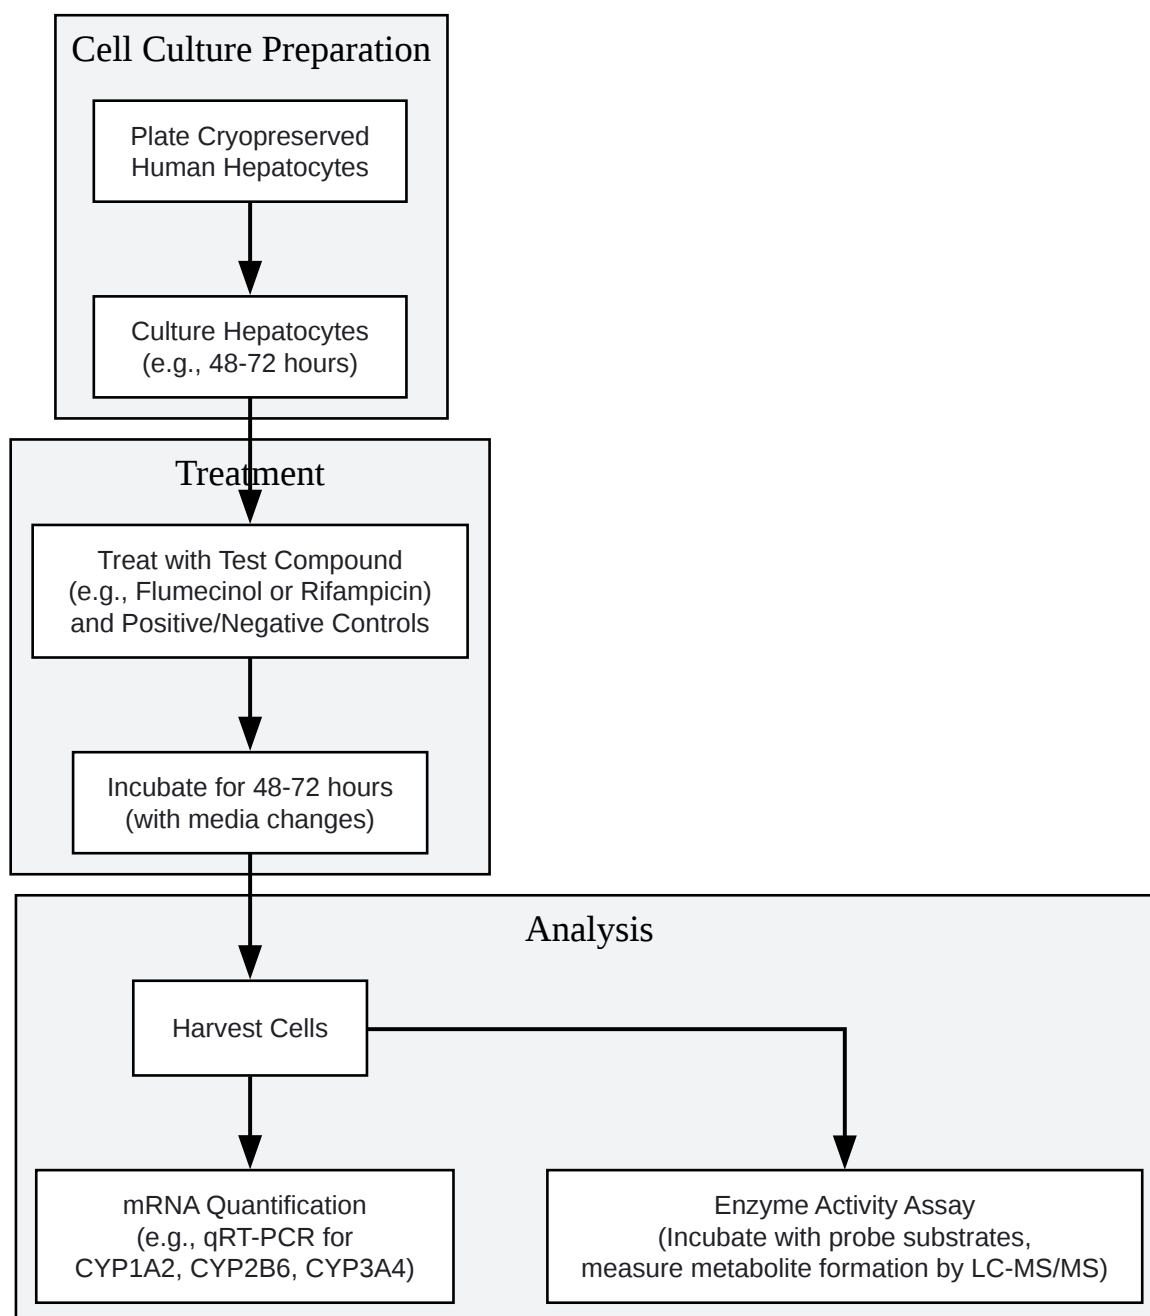 Cell Culture Preparation
Plate Cryopreserved
Human Hepatocytes
Culture Hepatocytes
(e.g., 48-72 hours)
Treatment
Treat with Test Compound
(e.g., Flumecinol or Rifampicin)
and Positive/Negative Controls
Incubate for 48-72 hours
(with media changes)
Analysis
Harvest Cells
mRNA Quantification
(e.g., qRT-PCR for
CYP1A2, CYP2B6, CYP3A4)
Enzyme Activity Assay
(Incubate with probe substrates,
measure metabolite formation by LC-MS/MS)